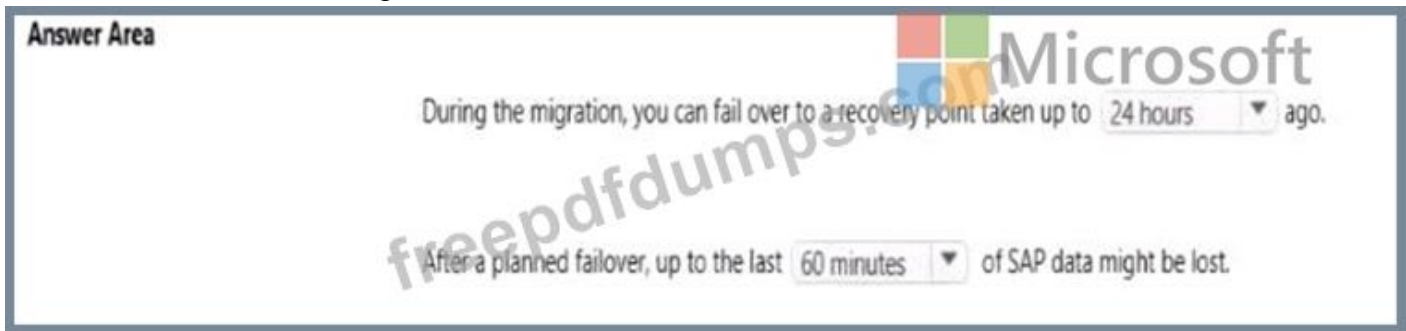 Answer Area
Microsoft
During the migration, you can fail over to a recovery point taken up to 24 hours ago.
freepdfdumps.com
After a planned failover, up to the last 60 minutes of SAP data might be lost.